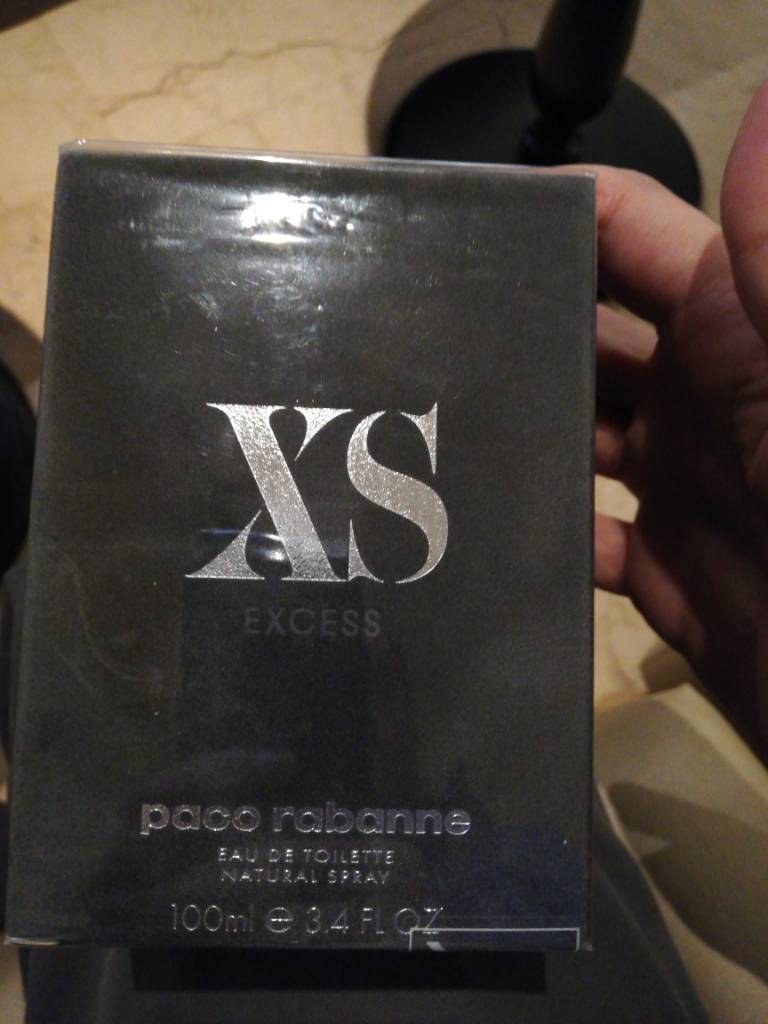 XS
EXCESS
paco rabanne
EAU DE TOILETTE
NATURAL SPRAY
100ml ℮ 3.4 FL OZ